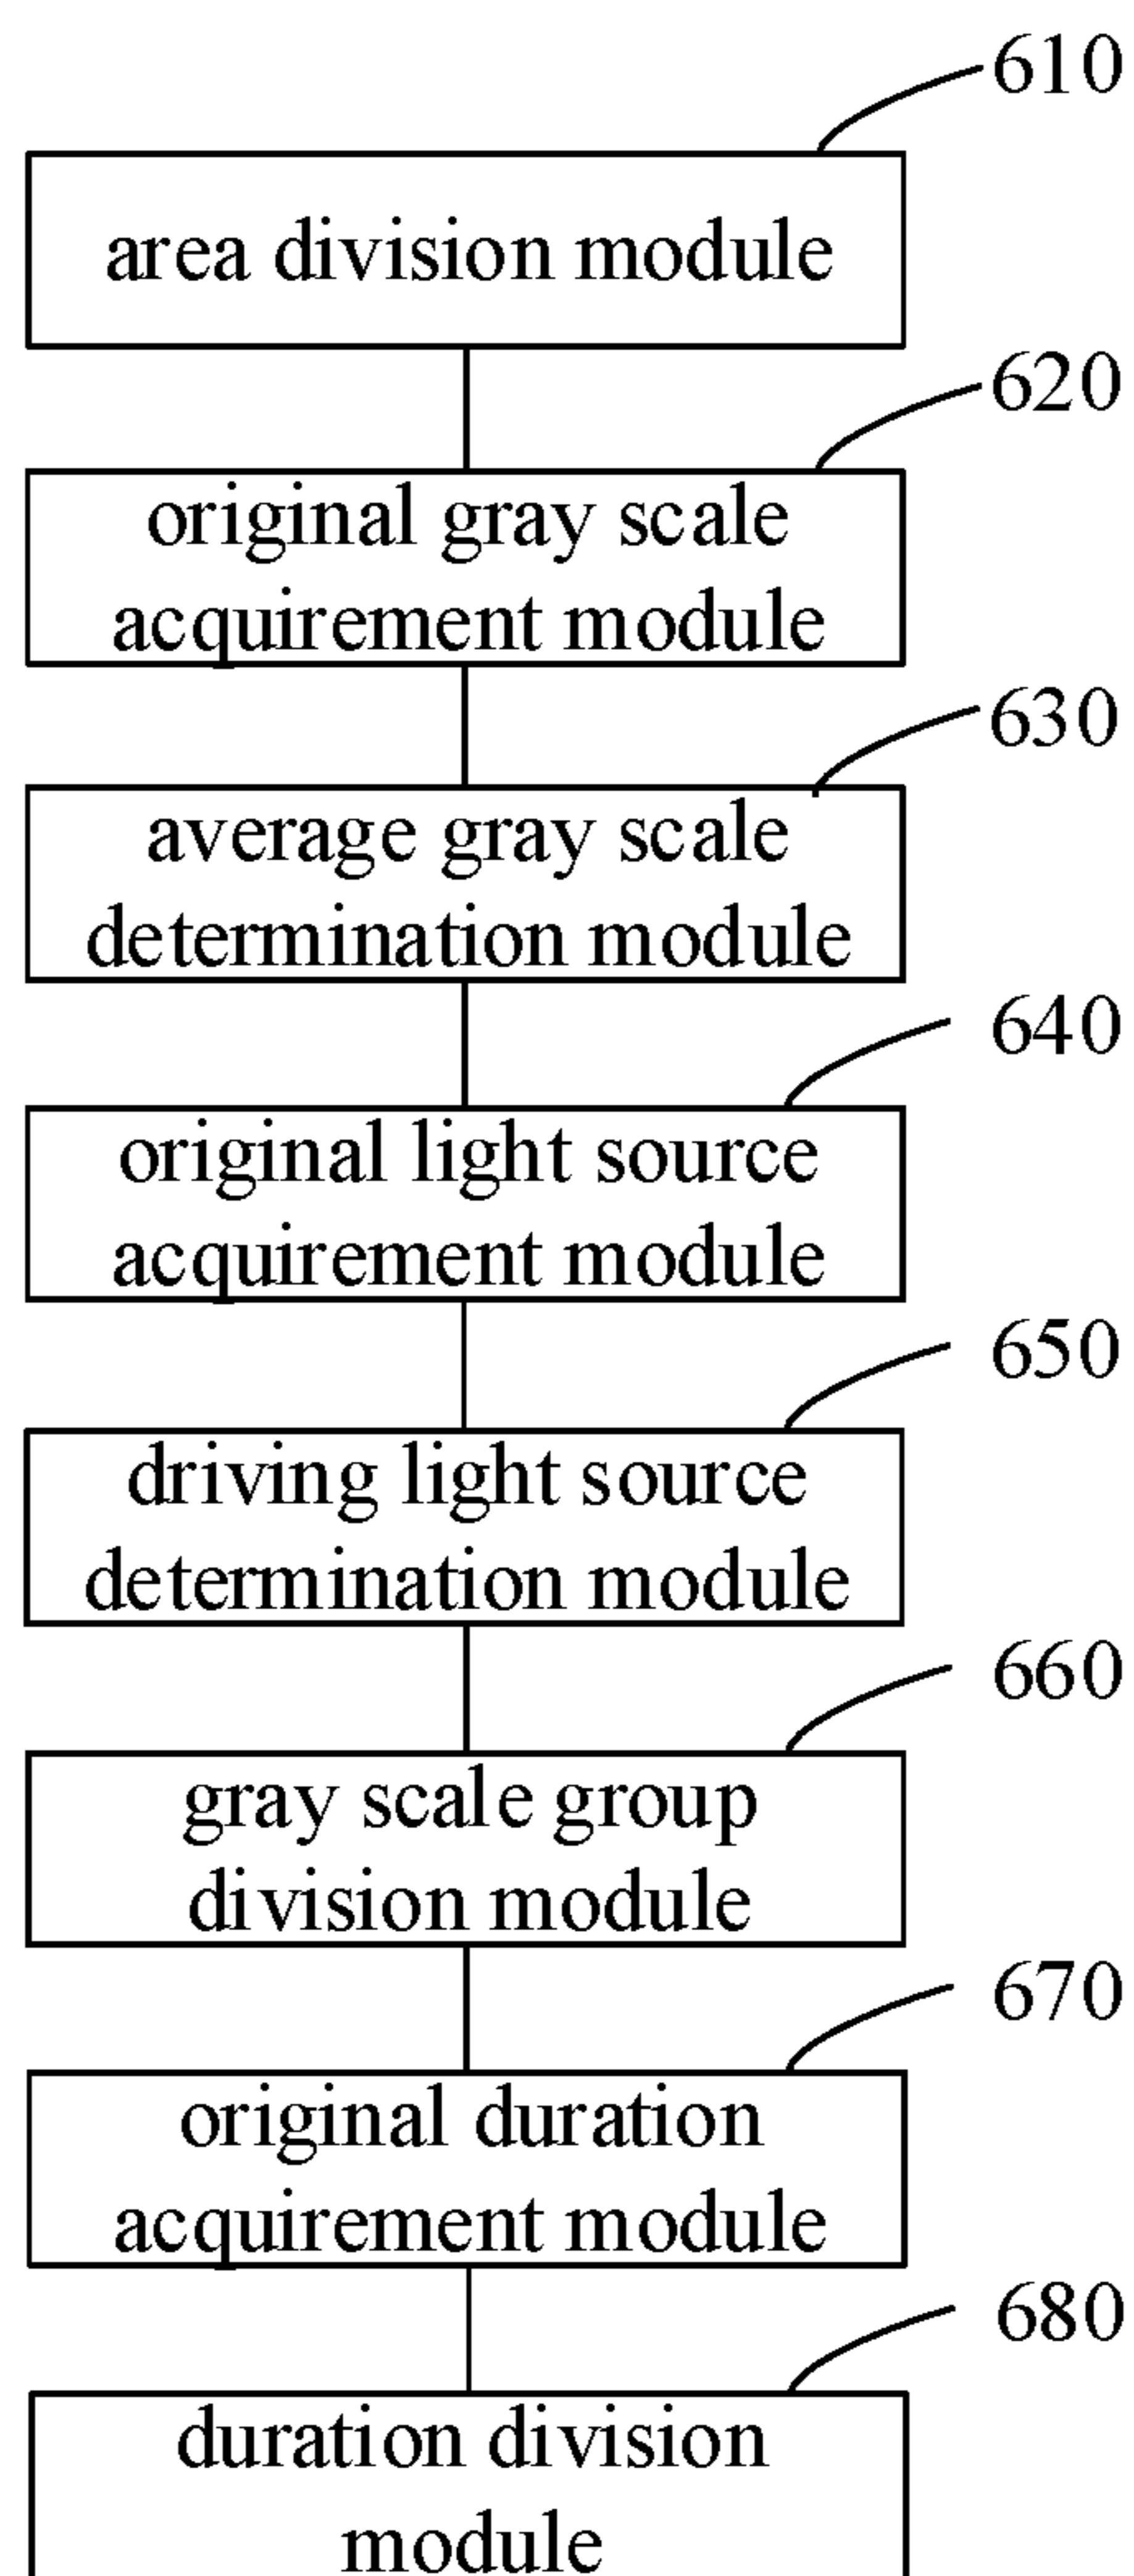 610
area division module
620
original gray scale
acquirement module
630
average gray scale
determination module
640
original light source
acquirement module
650
driving light source
determination module
660
gray scale group
division module
670
original duration
acquirement module
680
duration division
module